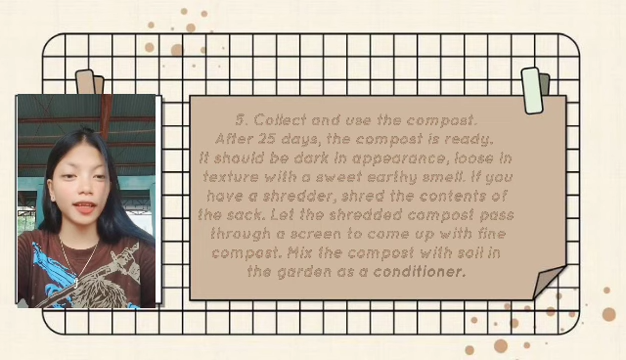 5. Collect and use the compost.
After 25 days, the compost is ready.
It should be dark in appearance, loose in
texture with a sweet earthy smell. If you
have a shredder, shred the contents of
the sack. Let the shredded compost pass
through a screen to come up with fine
compost. Mix the compost with soil in
the garden as a conditioner.